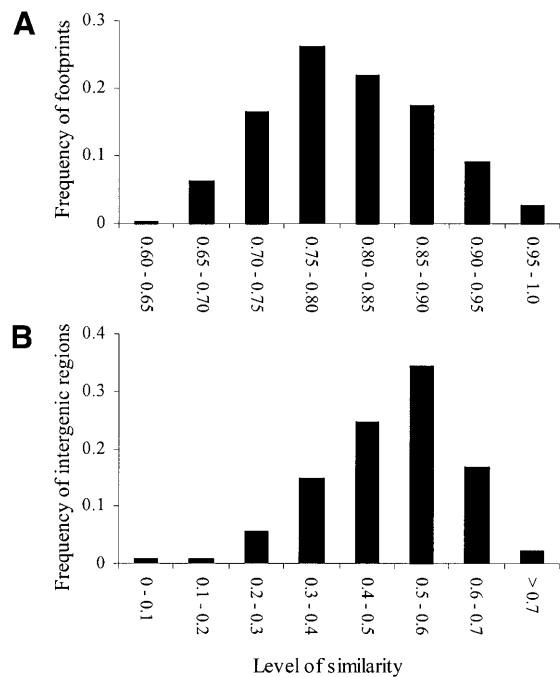 A
Frequency of footprints
0.3
0.2
0.1
0
0.60 - 0.65
0.65 - 0.70
0.70 - 0.75
0.75 - 0.80
0.80 - 0.85
0.85 - 0.90
0.90 - 0.95
0.95 - 1.0
B
Frequency of intergenic regions
0.4
0.3
0.2
0.1
0
0 - 0.1
0.1 - 0.2
0.2 - 0.3
0.3 - 0.4
0.4 - 0.5
0.5 - 0.6
0.6 - 0.7
> 0.7
Level of similarity